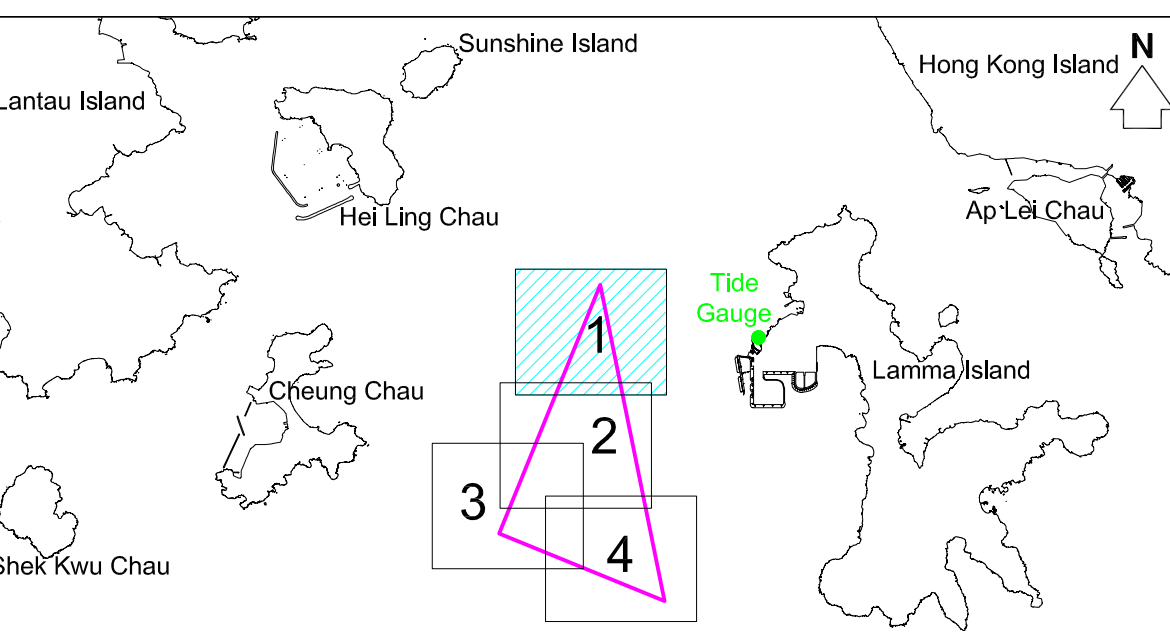 Sunshine Island
N
Hong Kong Island
Lantau Island
Hei Ling Chau
Ap Lei Chau
Tide
Gauge
1
Lamma Island
Cheung Chau
2
3
4
Shek Kwu Chau